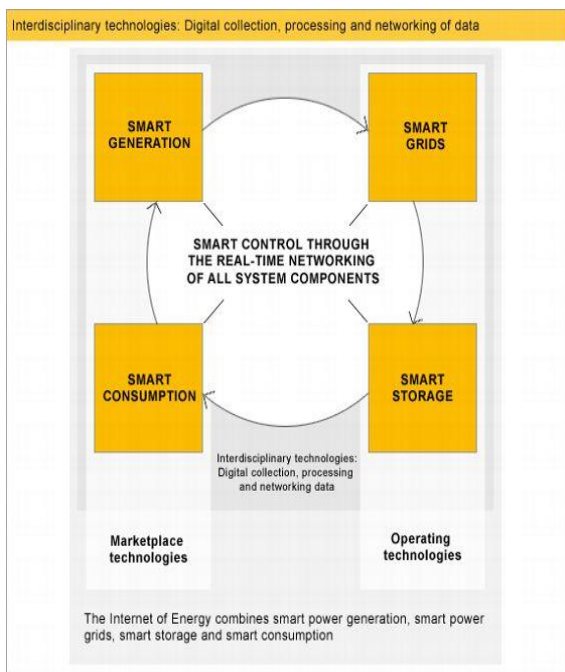 Interdisciplinary technologies: Digital collection, processing and networking of data
SMART
GENERATION
SMART
GRIDS
SMART CONTROL THROUGH
THE REAL-TIME NETWORKING
OF ALL SYSTEM COMPONENTS
SMART
CONSUMPTION
SMART
STORAGE
Interdisciplinary technologies:
Digital collection, processing
and networking data
Marketplace
technologies
Operating
technologies
The Internet of Energy combines smart power generation, smart power
grids, smart storage and smart consumption